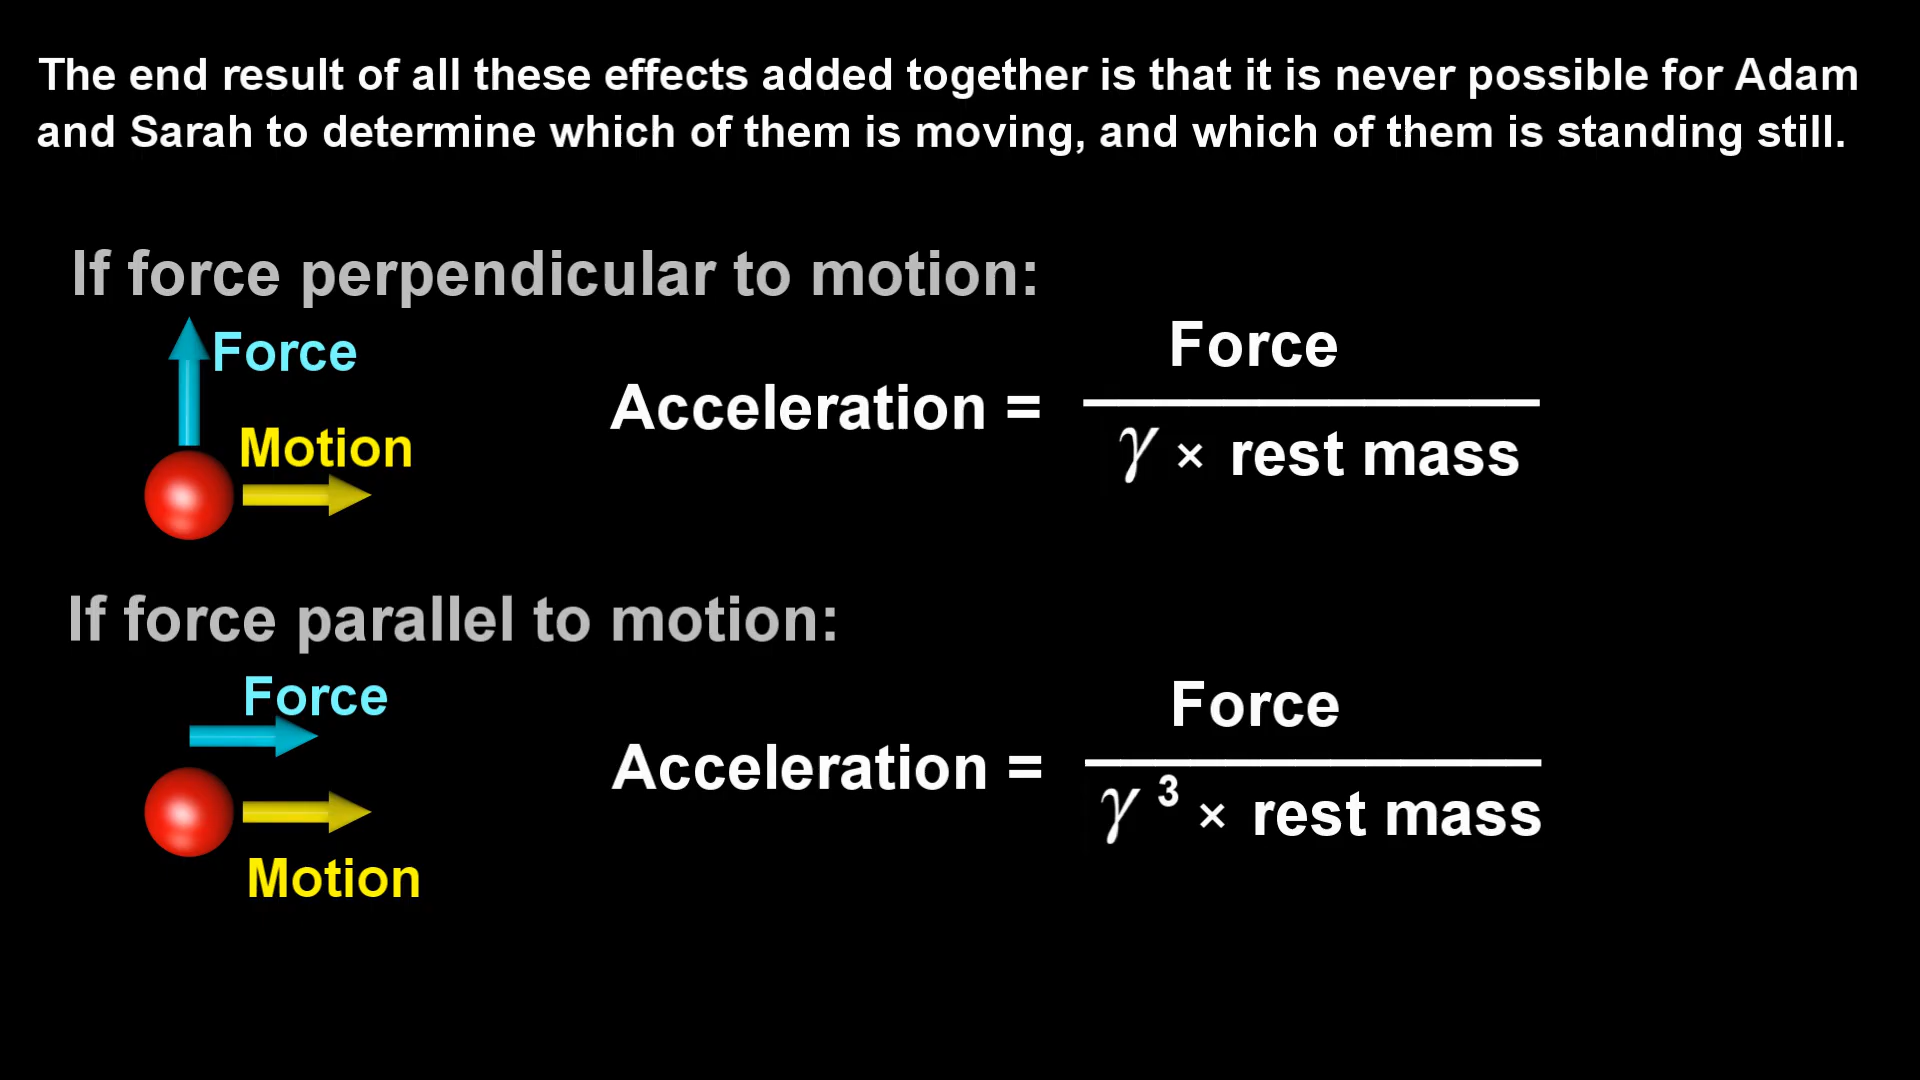 The end result of all these effects added together is that it is never possible for Adam
and Sarah to determine which of them is moving, and which of them is standing still.
If force perpendicular to motion:
Force
Motion
Acceleration =
Force
γ × rest mass
If force parallel to motion:
Force
Motion
Acceleration =
Force
γ ³ × rest mass